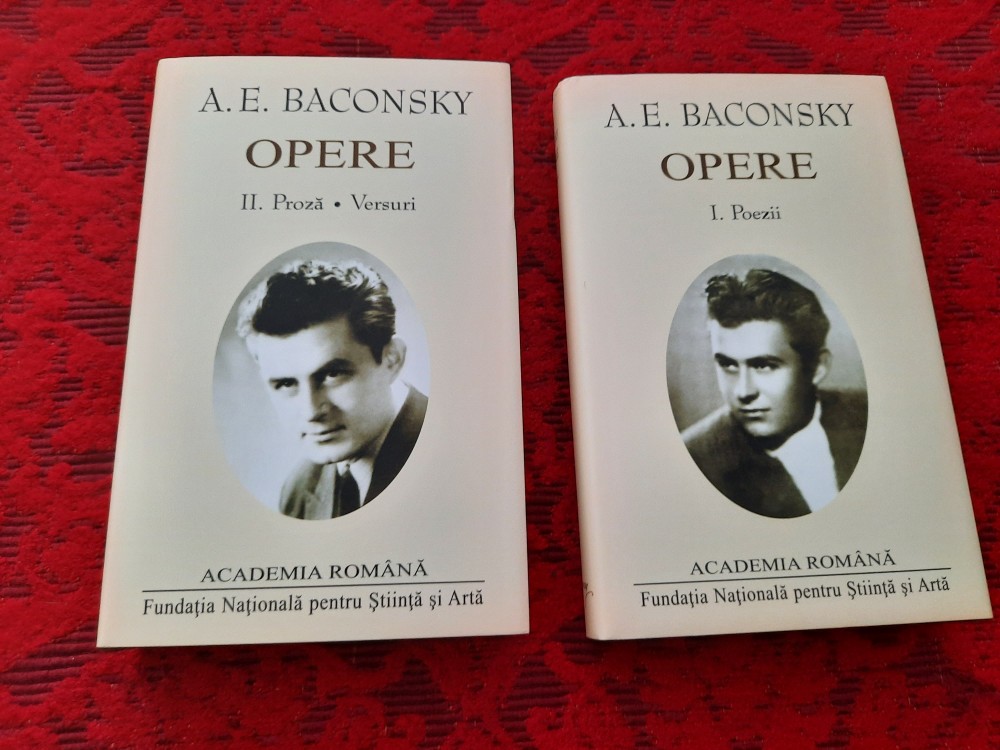 A. E. BACONSKY
OPERE
II. Proză • Versuri
ACADEMIA ROMÂNĂ
Fundația Națională pentru Știință și Artă
A. E. BACONSKY
OPERE
I. Poezii
ACADEMIA ROMÂNĂ
Fundația Națională pentru Știință și Artă